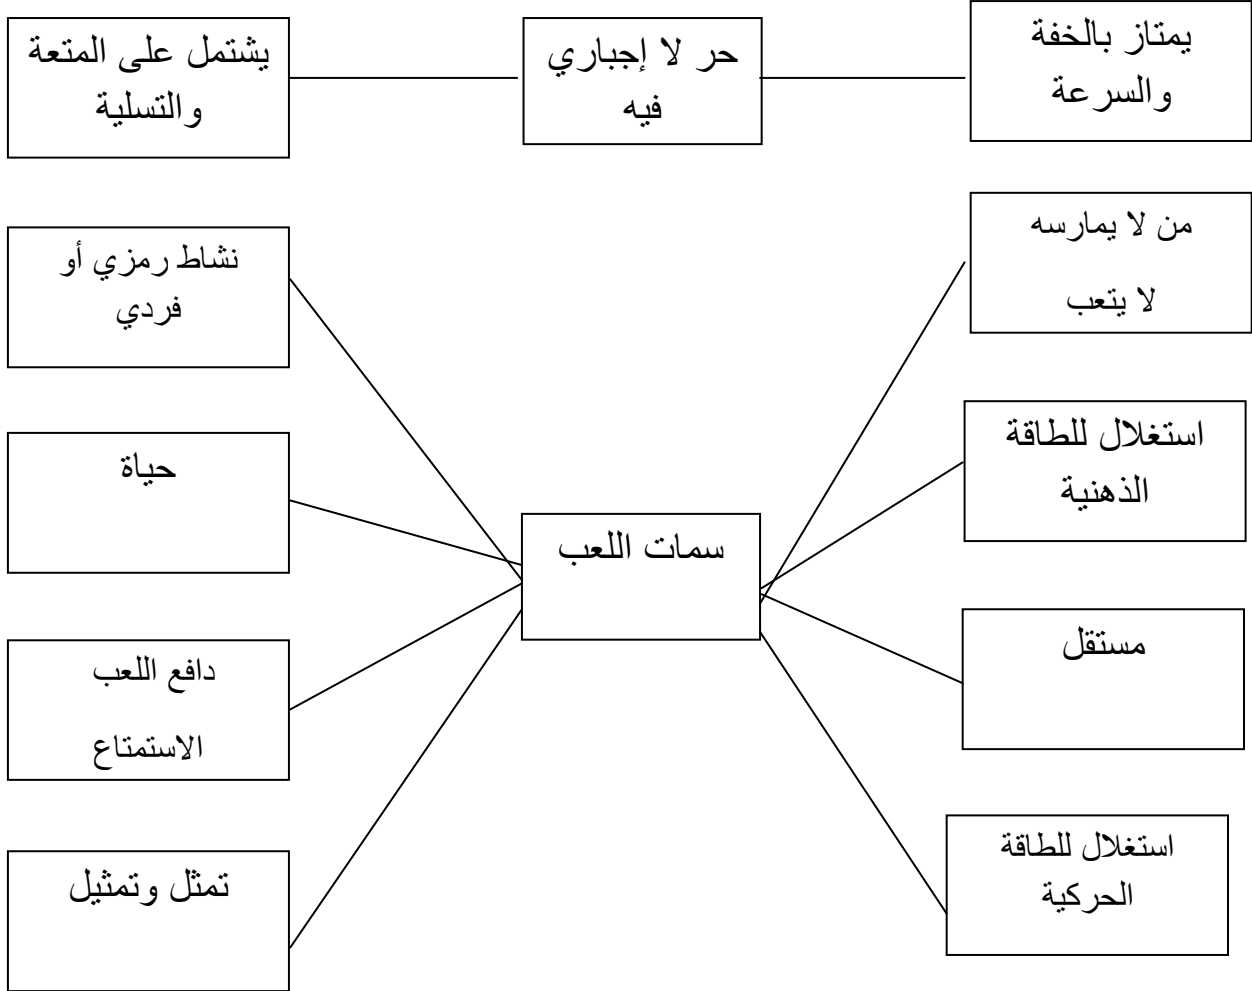 يمتاز بالخفة
والسرعة
حر لا إجباري
فيه
يشتمل على المتعة
والتسلية
من لا يمارسه
لا يتعب
نشاط رمزي أو
فردي
استغلال للطاقة
الذهنية
حياة
سمات اللعب
مستقل
دافع اللعب
الاستمتاع
استغلال للطاقة
الحركية
تمثل وتمثيل